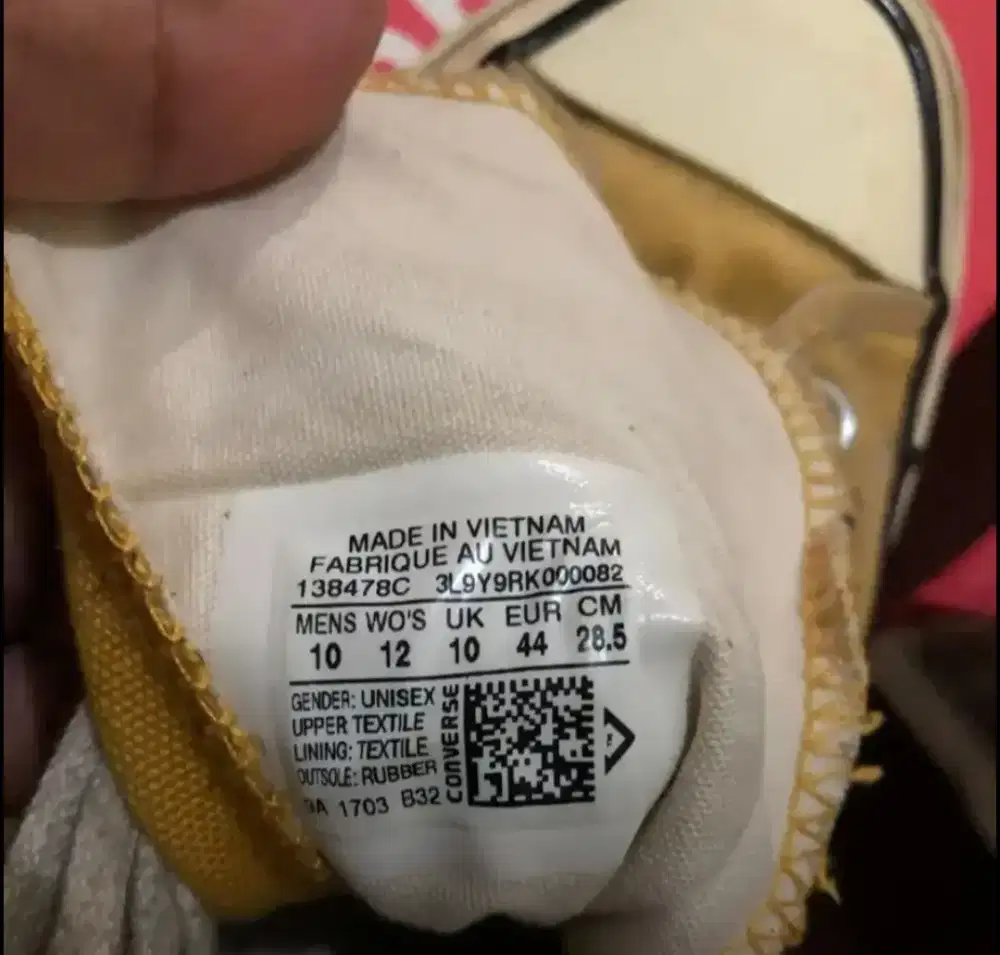 MADE IN VIETNAM
FABRIQUE AU VIETNAM
138478C 3L9Y9RK000082
MENS WO'S UK EUR CM
10 12 10 44 28.5
GENDER: UNISEX
UPPER TEXTILE
LINING: TEXTILE
OUTSOLE: RUBBER
1703 B32
CONVERSE